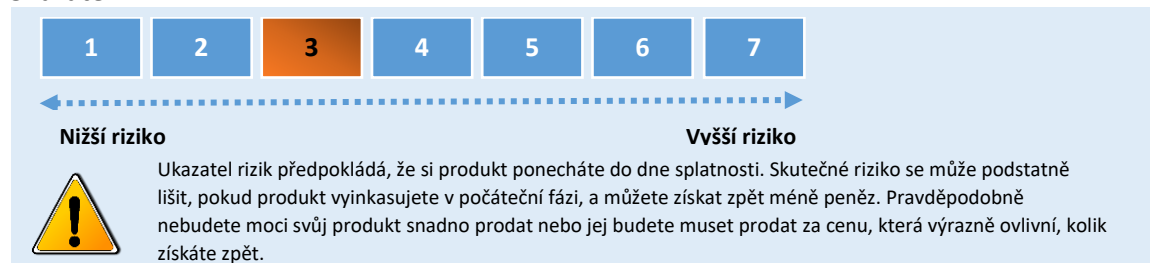 1 2 3 4 5 6 7
Nižší riziko Vyšší riziko
Ukazatel rizik předpokládá, že si produkt ponecháte do dne splatnosti. Skutečné riziko se může podstatně
lišit, pokud produkt vyinkasujete v počáteční fázi, a můžete získat zpět méně peněz. Pravděpodobně
nebudete moci svůj produkt snadno prodat nebo jej budete muset prodat za cenu, která výrazně ovlivní, kolik
získáte zpět.